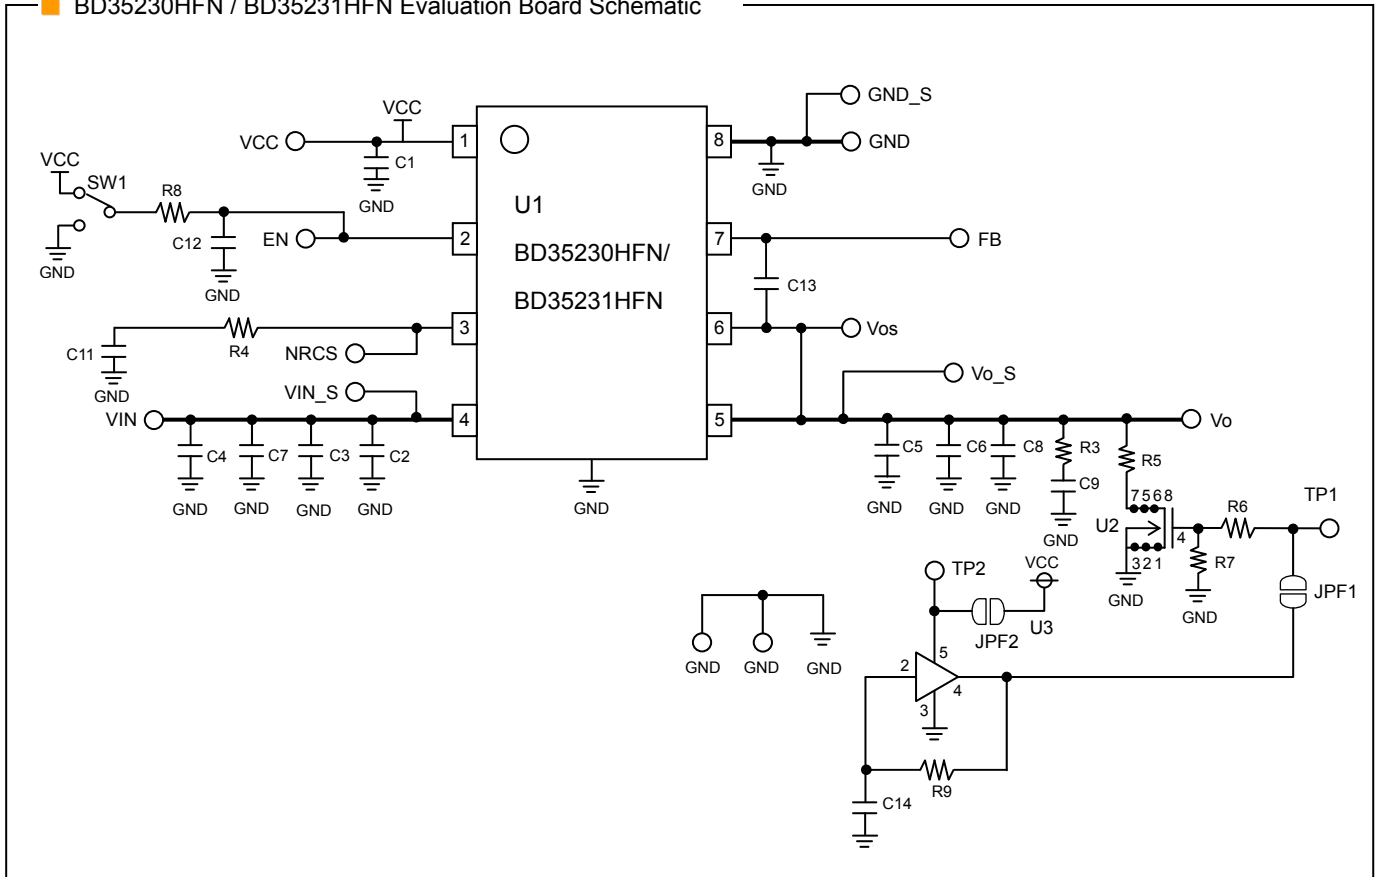 BD35230HFN / BD35231HFN Evaluation Board Schematic
GND_S
VCC
VCC
1
8
GND
C1
VCC
SW1
R8
GND
GND
U1
C12
EN
2
BD35230HFN/
7
FB
GND
GND
C13
BD35231HFN
3
6
Vos
C11
R4
NRCS
GND
VIN_S
Vo_S
VIN
4
5
Vo
C4
C7
C3
C2
C5
C6
C8
R3
R5
C9
GND
GND
GND
GND
GND
GND
GND
GND
GND
7568
U2
4
321
R6
TP1
R7
GND
GND
JPF1
TP2
VCC
JPF2
U3
GND
GND
GND
2
5
4
3
R9
C14